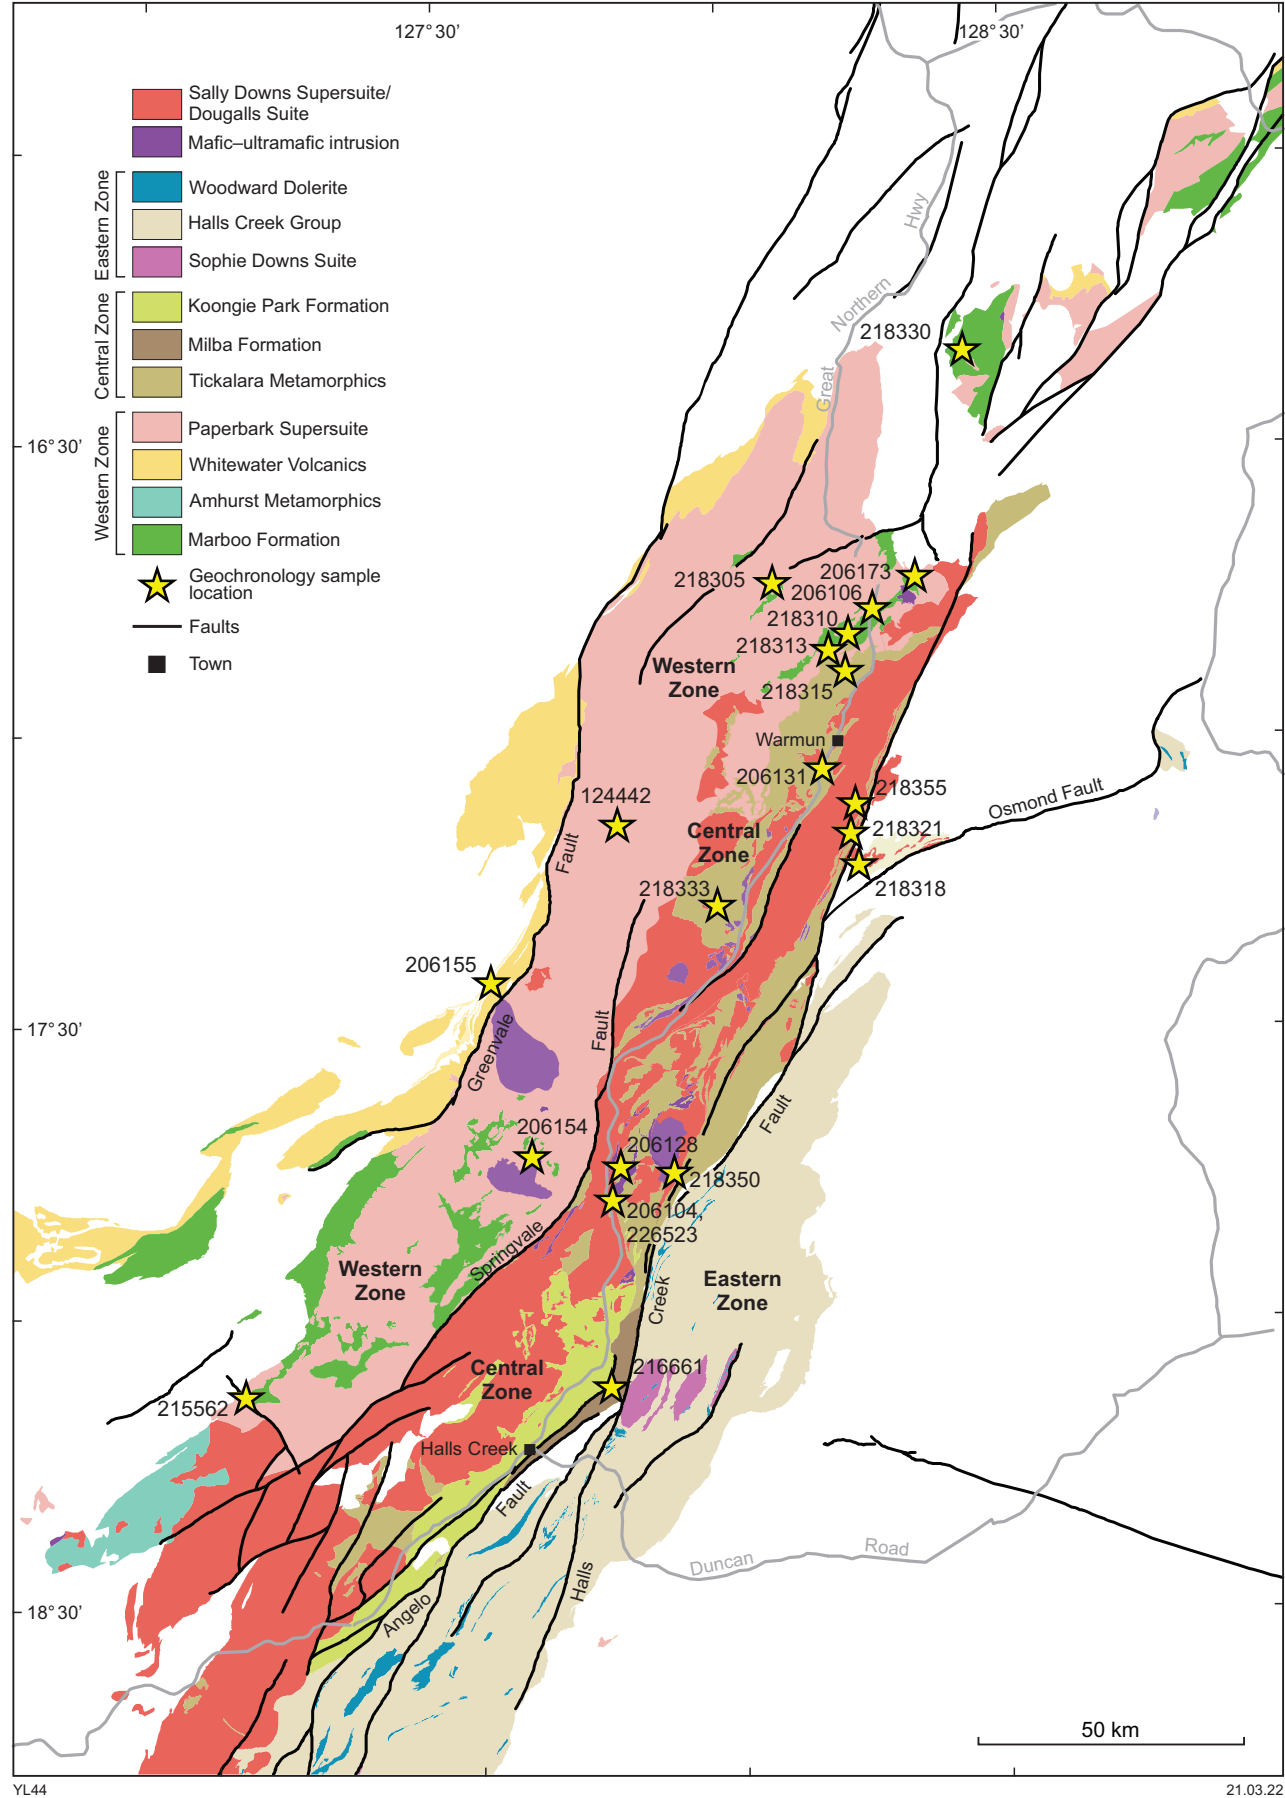 127°30'
128°30'
Sally Downs Supersuite/
Dougalls Suite
Mafic–ultramafic intrusion
Eastern Zone
Woodward Dolerite
Halls Creek Group
Sophie Downs Suite
Central Zone
Koongie Park Formation
Milba Formation
Tickalara Metamorphics
Western Zone
Paperbark Supersuite
Whitewater Volcanics
Amhurst Metamorphics
Marboo Formation
Geochronology sample
location
Faults
Town
Hwy
Northern
Great
218330
16°30'
218305
206173
206106
218310
218313
218315
Western
Zone
Warmun
206131
218355
124442
218321
Osmond Fault
Central
Zone
Fault
218318
218333
206155
17°30'
Greenvale
Fault
Fault
206154
206128
218350
206104,
226523
Springvale
Western
Zone
Eastern
Zone
Creek
Central
Zone
216661
215562
Halls Creek
Fault
Duncan
Road
Halls
Angelo
18°30'
50 km
YL44
21.03.22